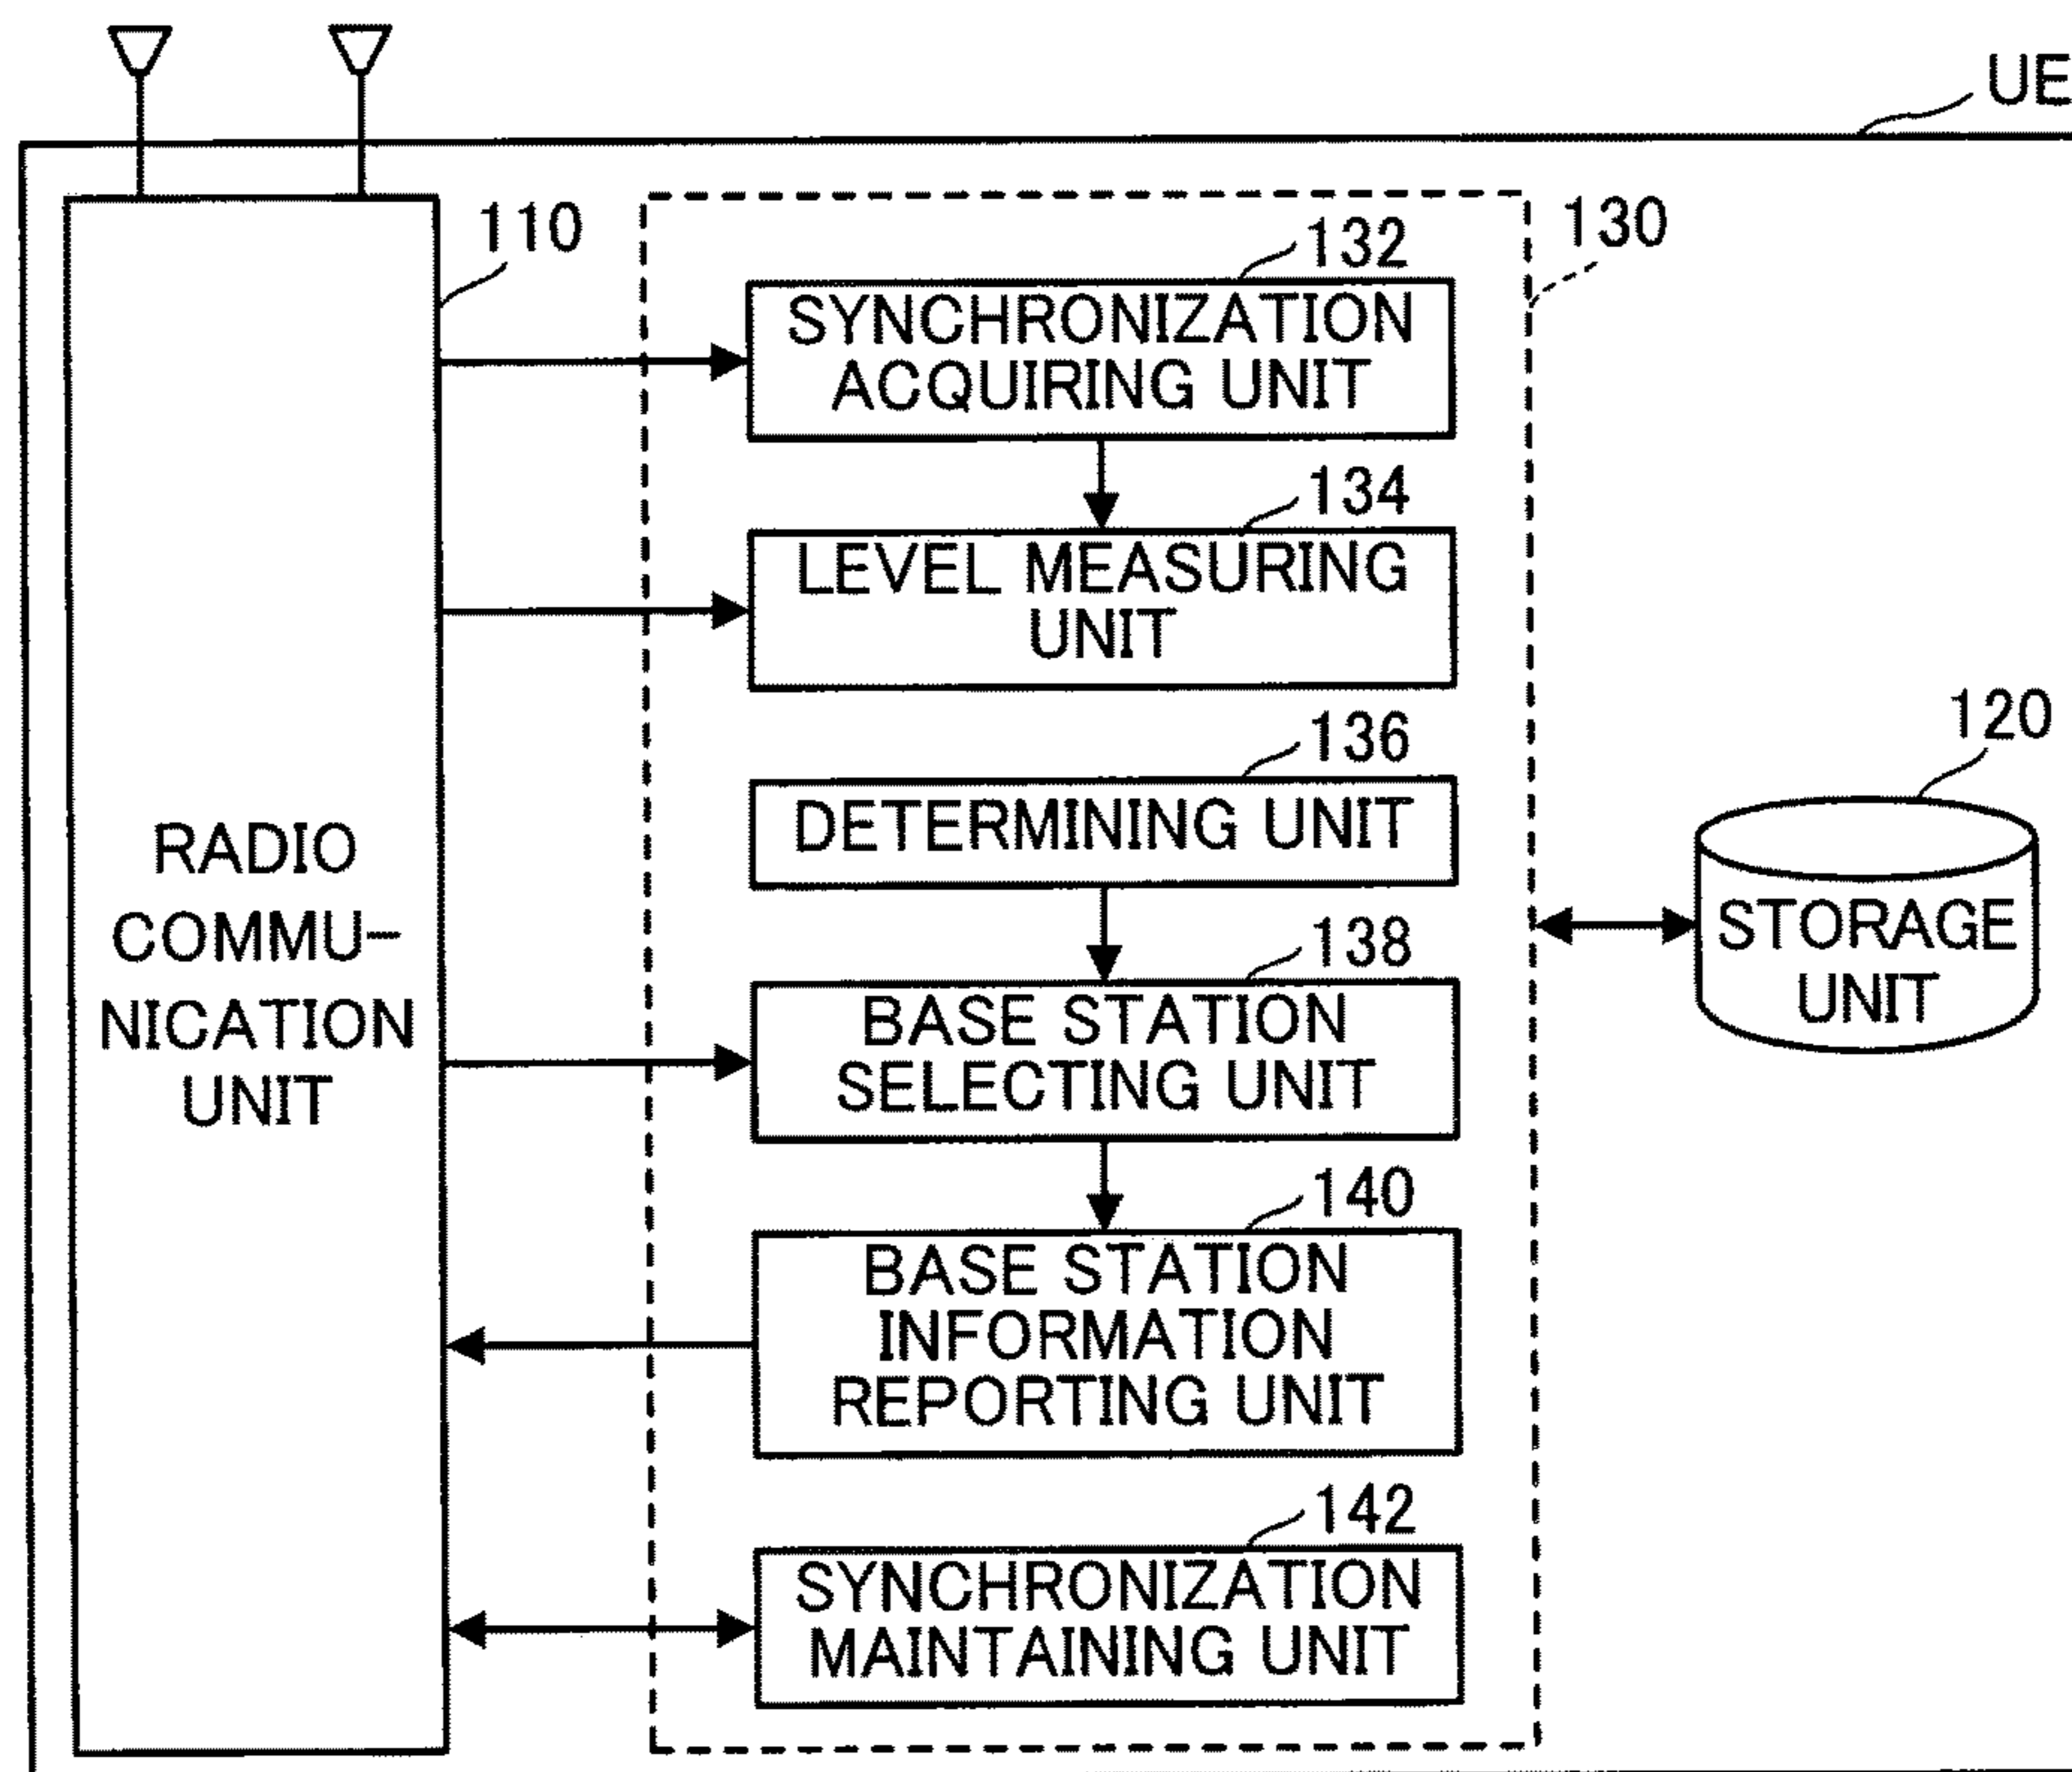 UE
110
130
132
SYNCHRONIZATION
ACQUIRING UNIT
134
LEVEL MEASURING
UNIT
136
DETERMINING UNIT
120
STORAGE
UNIT
RADIO
COMMU-
NICATION
UNIT
138
BASE STATION
SELECTING UNIT
140
BASE STATION
INFORMATION
REPORTING UNIT
142
SYNCHRONIZATION
MAINTAINING UNIT